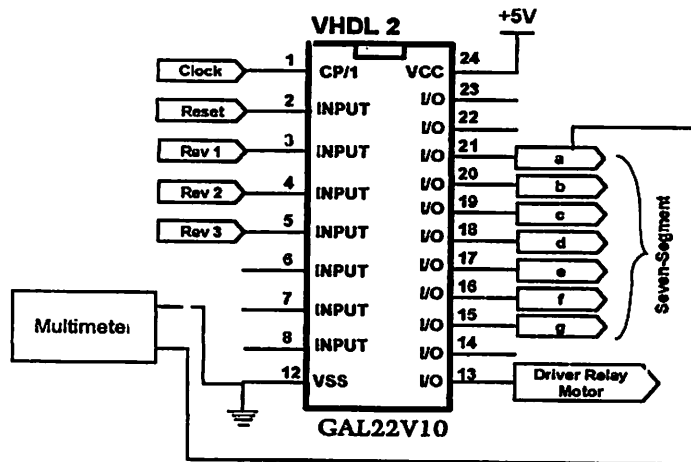 VHDL 2
+5V
Clock 1 CP/1
Reset 2 INPUT
Rev 1 3 INPUT
Rev 2 4 INPUT
Rev 3 5 INPUT
6 INPUT
7 INPUT
8 INPUT
12 VSS
VCC 24
I/O 23
I/O 22
I/O 21 a
I/O 20 b
I/O 19 c
I/O 18 d
I/O 17 e
I/O 16 f
I/O 15 g
I/O 14
I/O 13 Driver Relay
Motor
Seven-Segment
Multimeter
GAL22V10